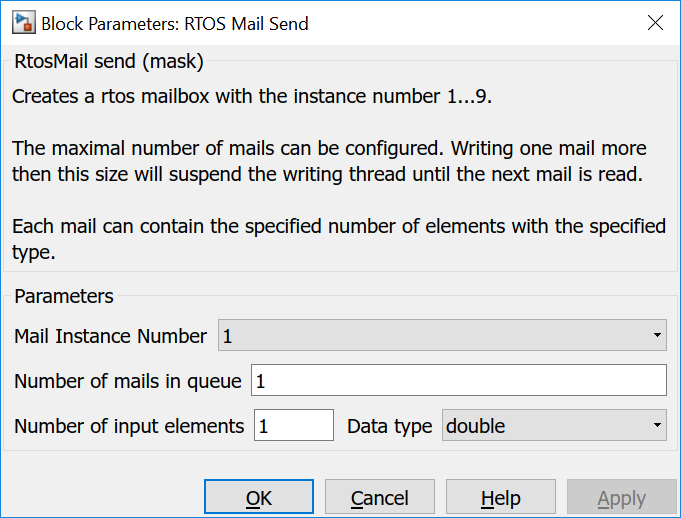 Block Parameters: RTOS Mail Send
RtosMail send (mask)
Creates a rtos mailbox with the instance number 1...9.
The maximal number of mails can be configured. Writing one mail more
then this size will suspend the writing thread until the next mail is read.
Each mail can contain the specified number of elements with the specified
type.
Parameters
Mail Instance Number 1
Number of mails in queue 1
Number of input elements 1 Data type double
OK Cancel Help Apply